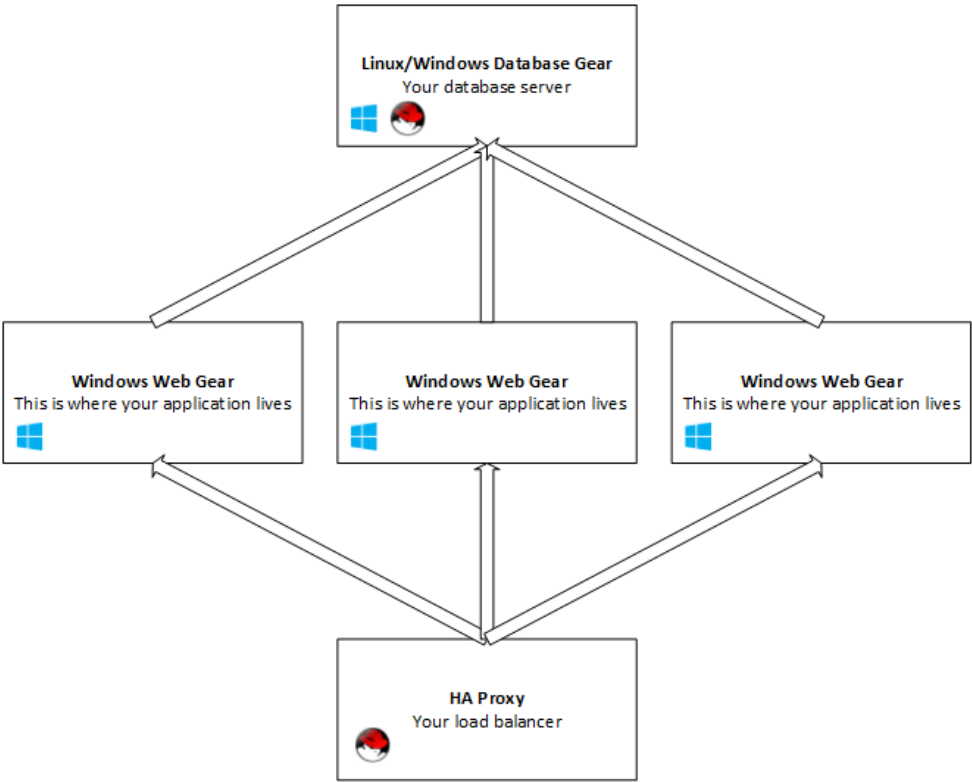 Linux/Windows Database Gear
Your database server
Windows Web Gear
This is where your application lives
Windows Web Gear
This is where your application lives
Windows Web Gear
This is where your application lives
HA Proxy
Your load balancer